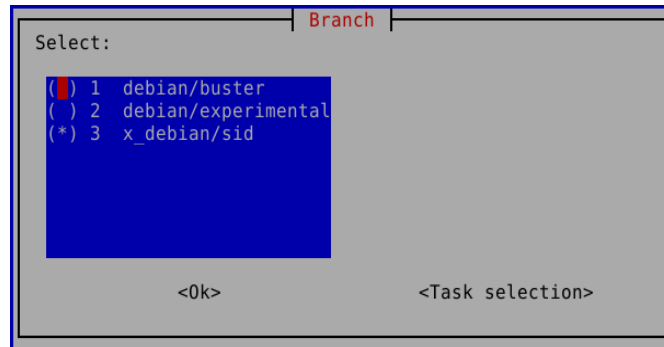 Branch
Select:
( ) 1 debian/buster
( ) 2 debian/experimental
(*) 3 x_debian/sid
<Ok> <Task selection>